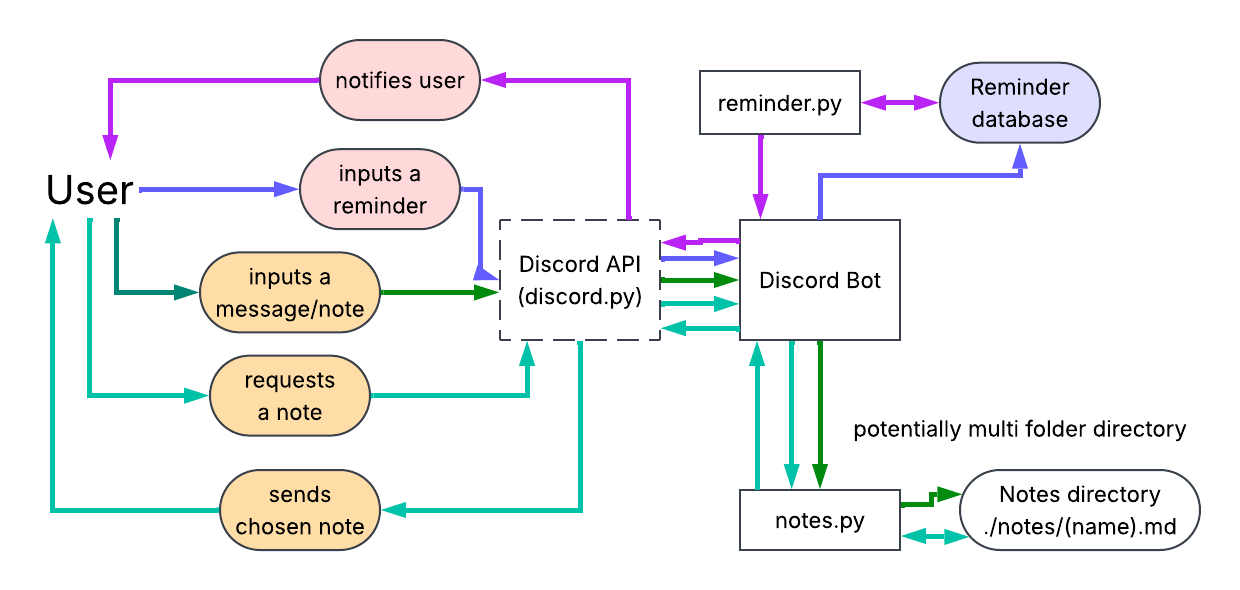 notifies user
reminder.py
Reminder
database
User
inputs a
reminder
Discord API
(discord.py)
Discord Bot
inputs a
message/note
requests
a note
potentially multi folder directory
sends
chosen note
notes.py
Notes directory
./notes/(name).md